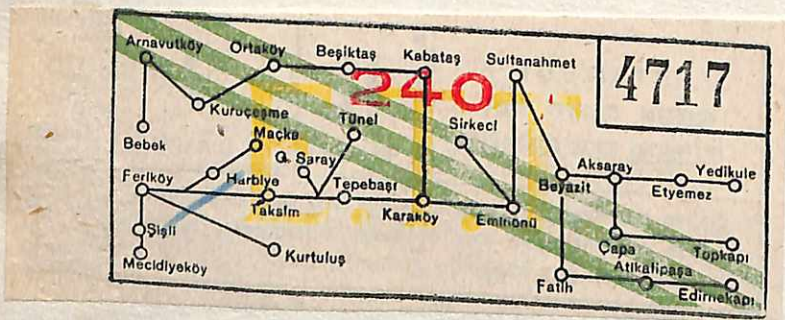 Arnavutköy Ortaköy Beşiktaş Kabataş Sultanahmet
4717
240
Kuruçeşme
Bebek
Maçka
Tünel
Sirkeci
G. Saray
E.T.T
Feriköy
Harbiye
Taksim
Tepebaşı
Karaköy
Eminönü
Beyazit
Aksaray
Etyemez
Yedikule
Şişli
Mecidiyeköy
Kurtuluş
Çapa
Topkapı
Fatih
Atikalipaşa
Edirnekapı